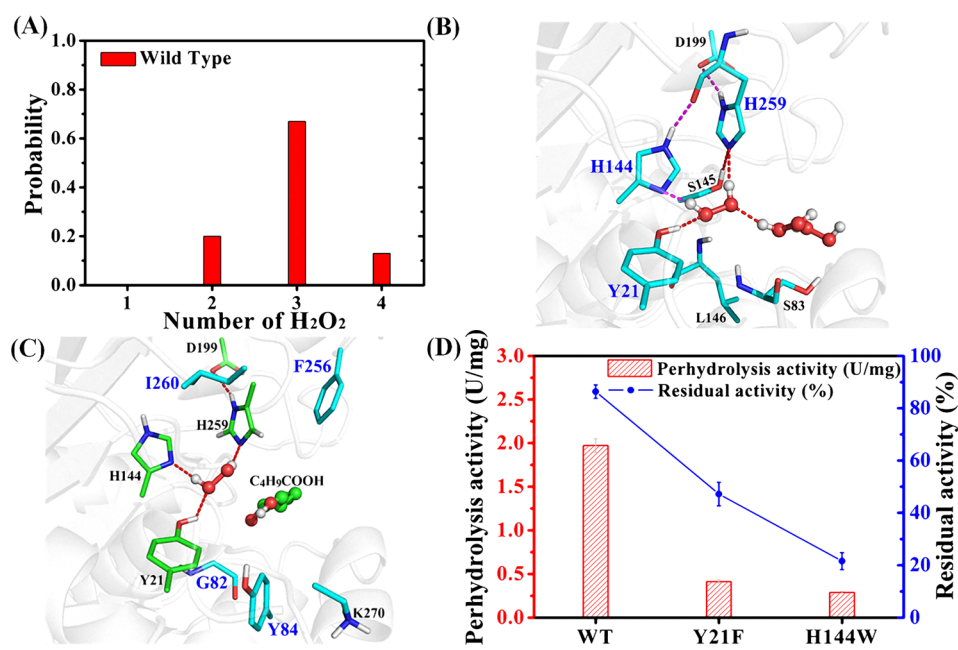 (A)
Probability
1.0
0.8
0.6
0.4
0.2
0.0
Wild Type
1
2
3
4
Number of H₂O₂
(B)
D199
H259
H144
S145
Y21
L146
S83
(C)
D199
I260
F256
H259
H144
C₄H₉COOH
Y21
G82
Y84
K270
(D)
Perhydrolysis activity (U/mg)
3.0
2.5
2.0
1.5
1.0
0.5
0.0
Perhydrolysis activity (U/mg)
Residual activity (%)
WT
Y21F
H144W
100
80
60
40
20
0
Residual activity (%)